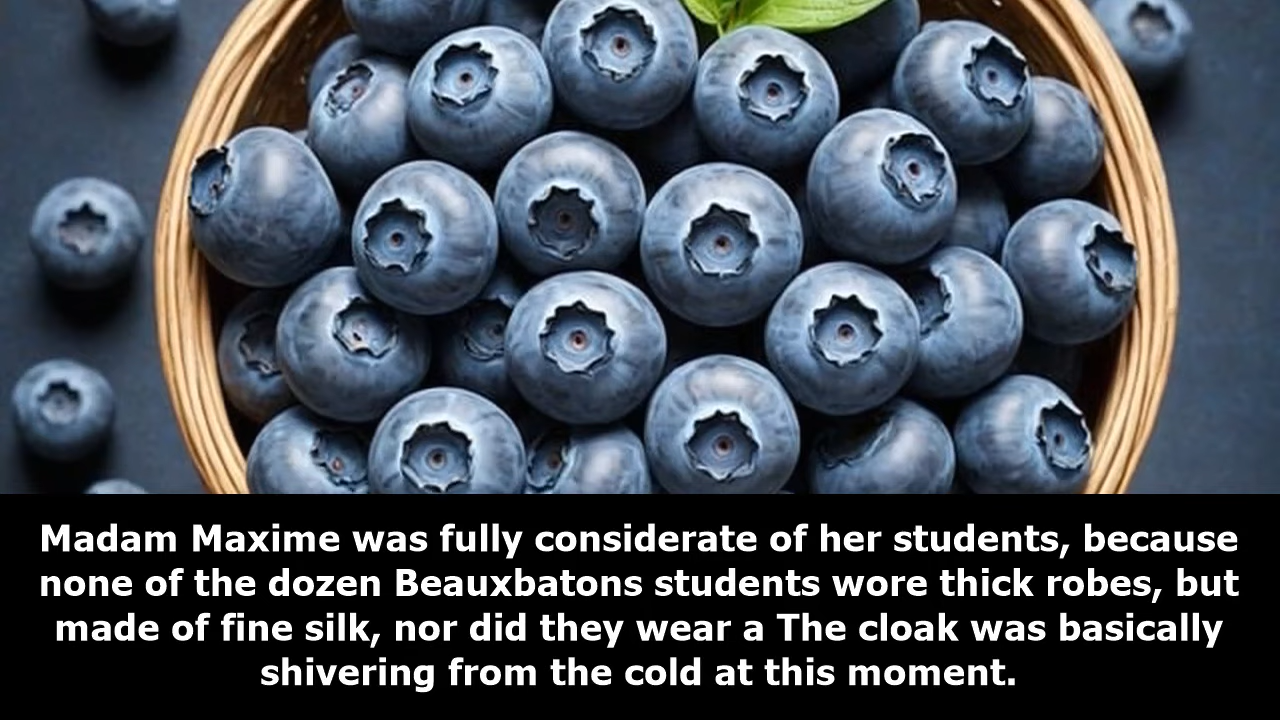 Madam Maxime was fully considerate of her students, because
none of the dozen Beauxbatons students wore thick robes, but
made of fine silk, nor did they wear a The cloak was basically
shivering from the cold at this moment.